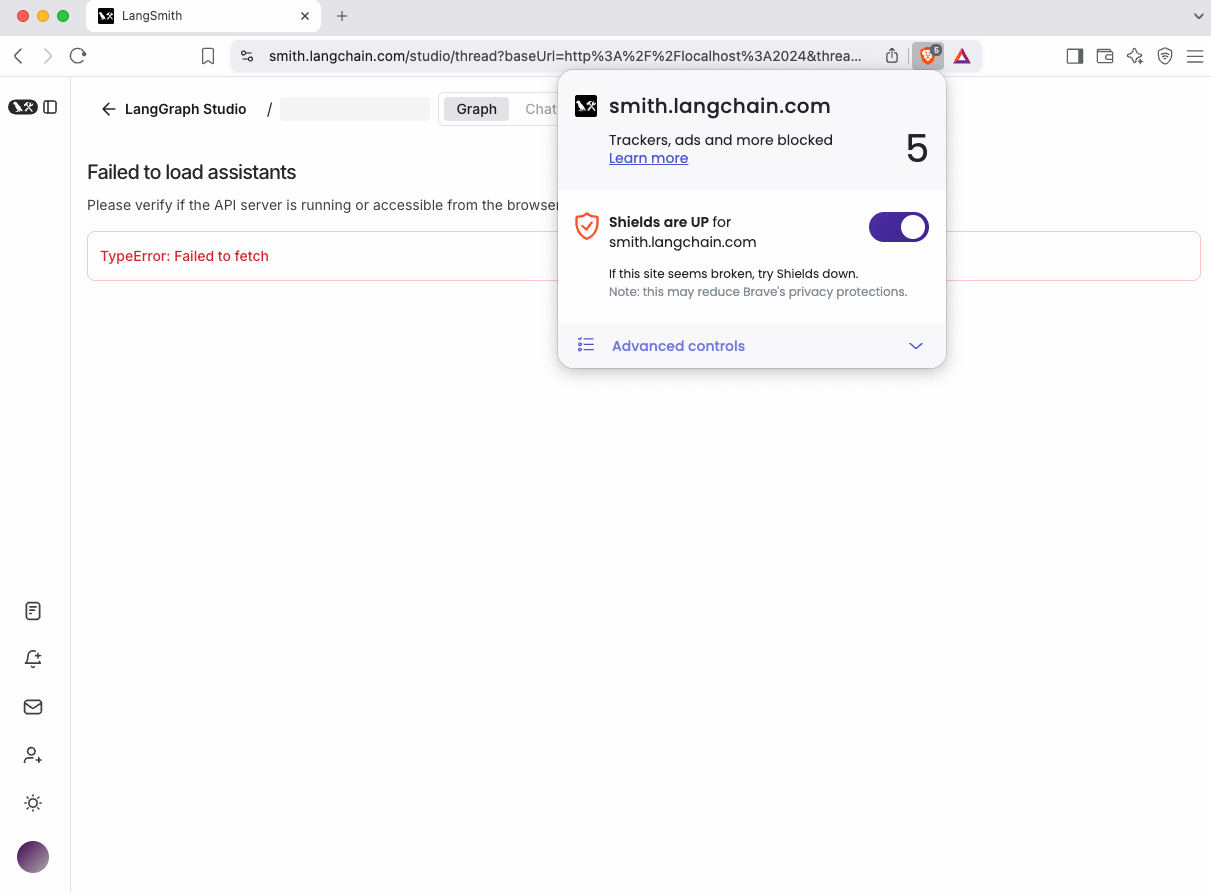 LangSmith
smith.langchain.com/studio/thread?baseUrl=http%3A%2F%2Flocalhost%3A2024&threa...
5
LangGraph Studio
/
Graph
Chat
Failed to load assistants
Please verify if the API server is running or accessible from the browser
TypeError: Failed to fetch
smith.langchain.com
Trackers, ads and more blocked
Learn more
5
Shields are UP for
smith.langchain.com
If this site seems broken, try Shields down.
Note: this may reduce Brave's privacy protections.
Advanced controls